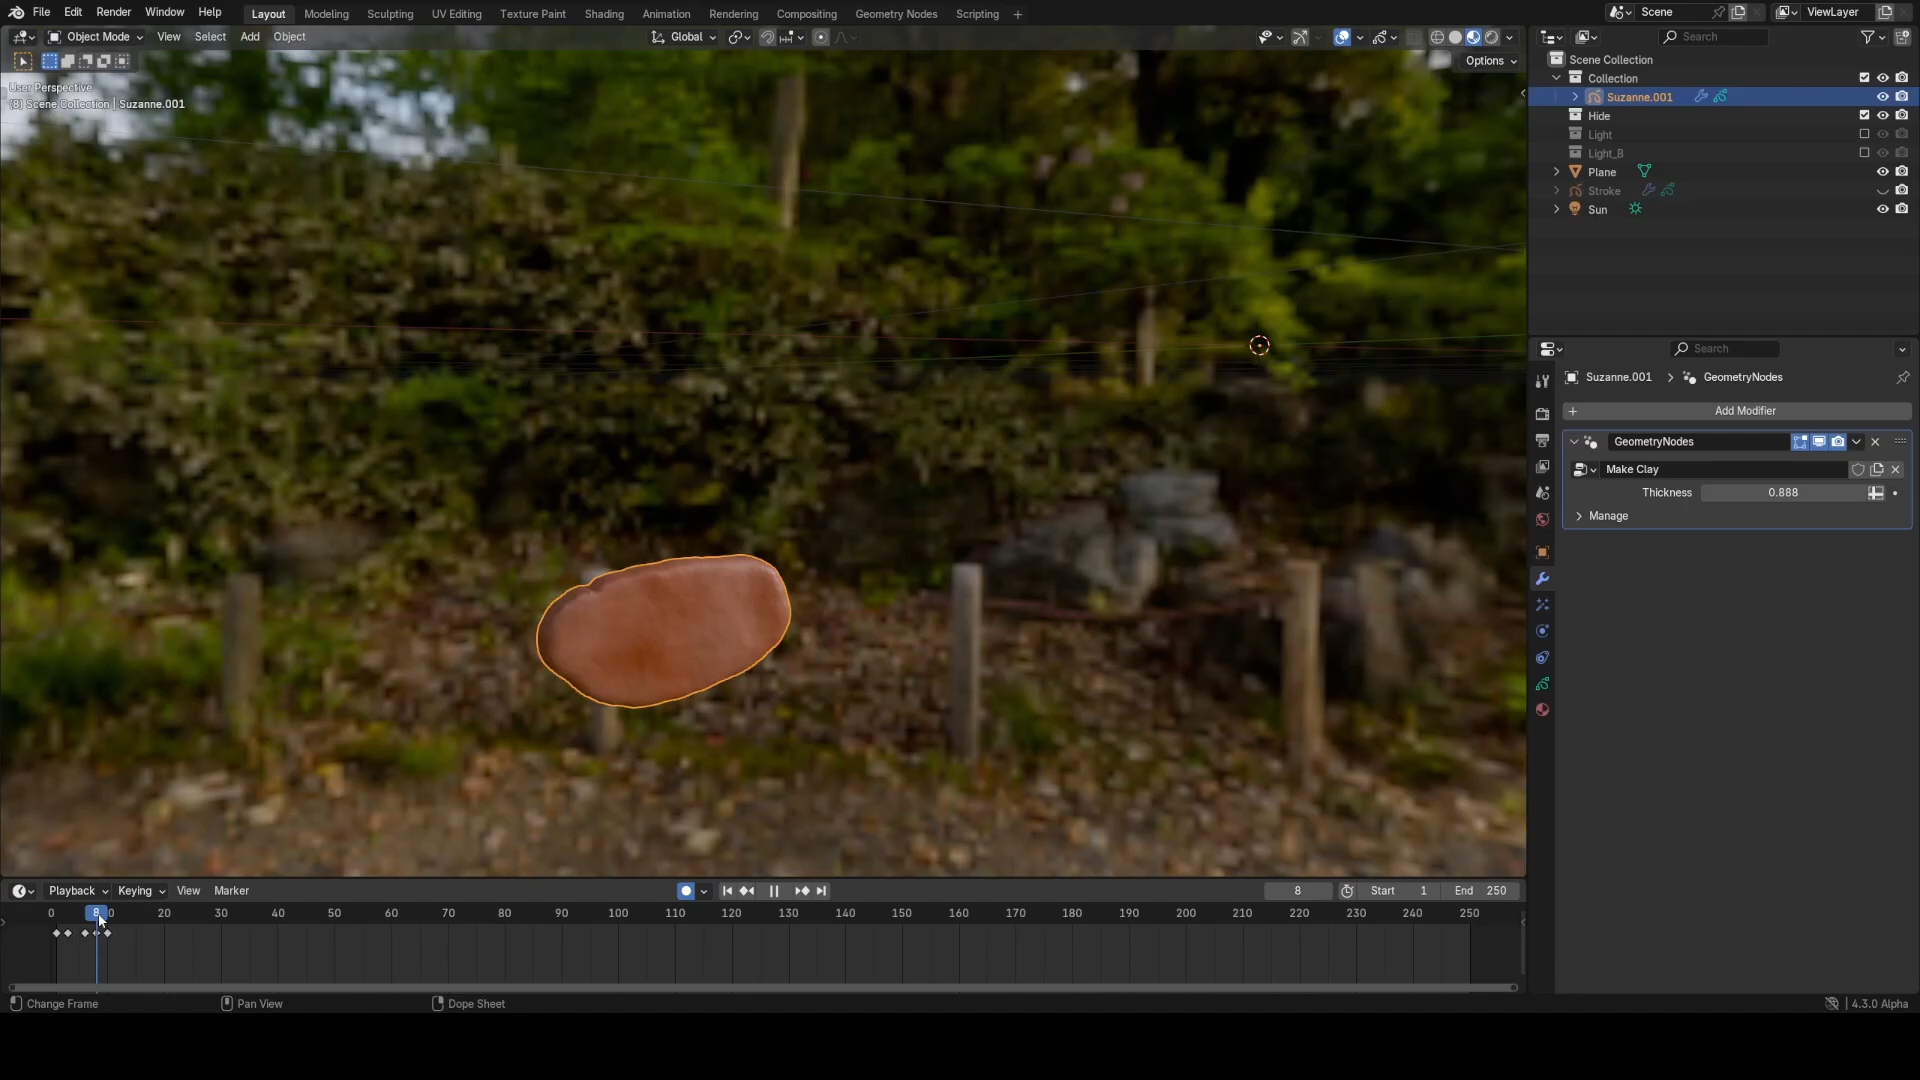 File Edit Render Window Help Layout Modeling Sculpting UV Editing Texture Paint Shading Animation Rendering Compositing Geometry Nodes Scripting + Scene ViewLayer
Object Mode View Select Add Object Global Search
Options
User Perspective
(8) Scene Collection | Suzanne.001
Scene Collection
Collection
Suzanne.001
Hide
Light
Light_B
Plane
Stroke
Sun
Search
Suzanne.001 > GeometryNodes
+ Add Modifier
GeometryNodes
Make Clay
Thickness 0.888
Manage
Playback Keying View Marker 8 Start 1 End 250
0 8 0 20 30 40 50 60 70 80 90 100 110 120 130 140 150 160 170 180 190 200 210 220 230 240 250
Change Frame Pan View Dope Sheet 4.3.0 Alpha